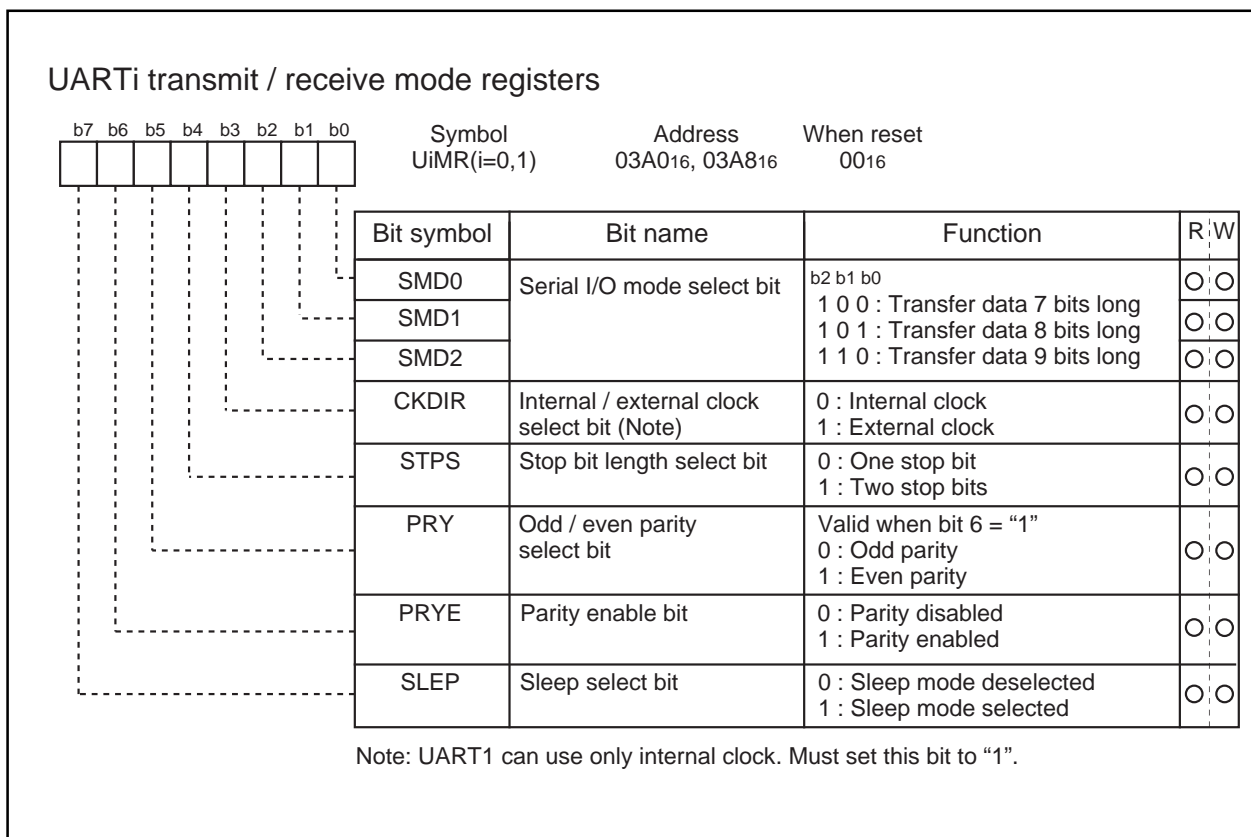 UARTi transmit / receive mode registers
b7 b6 b5 b4 b3 b2 b1 b0
Symbol Address When reset
UiMR(i=0,1) 03A016, 03A816 0016
Bit symbol Bit name Function R W
SMD0 Serial I/O mode select bit b2 b1 b0
1 0 0 : Transfer data 7 bits long
SMD1 1 0 1 : Transfer data 8 bits long
SMD2 1 1 0 : Transfer data 9 bits long
CKDIR Internal / external clock 0 : Internal clock
select bit (Note) 1 : External clock
STPS Stop bit length select bit 0 : One stop bit
1 : Two stop bits
PRY Odd / even parity Valid when bit 6 = “1”
select bit 0 : Odd parity
1 : Even parity
PRYE Parity enable bit 0 : Parity disabled
1 : Parity enabled
SLEP Sleep select bit 0 : Sleep mode deselected
1 : Sleep mode selected
Note: UART1 can use only internal clock. Must set this bit to “1”.